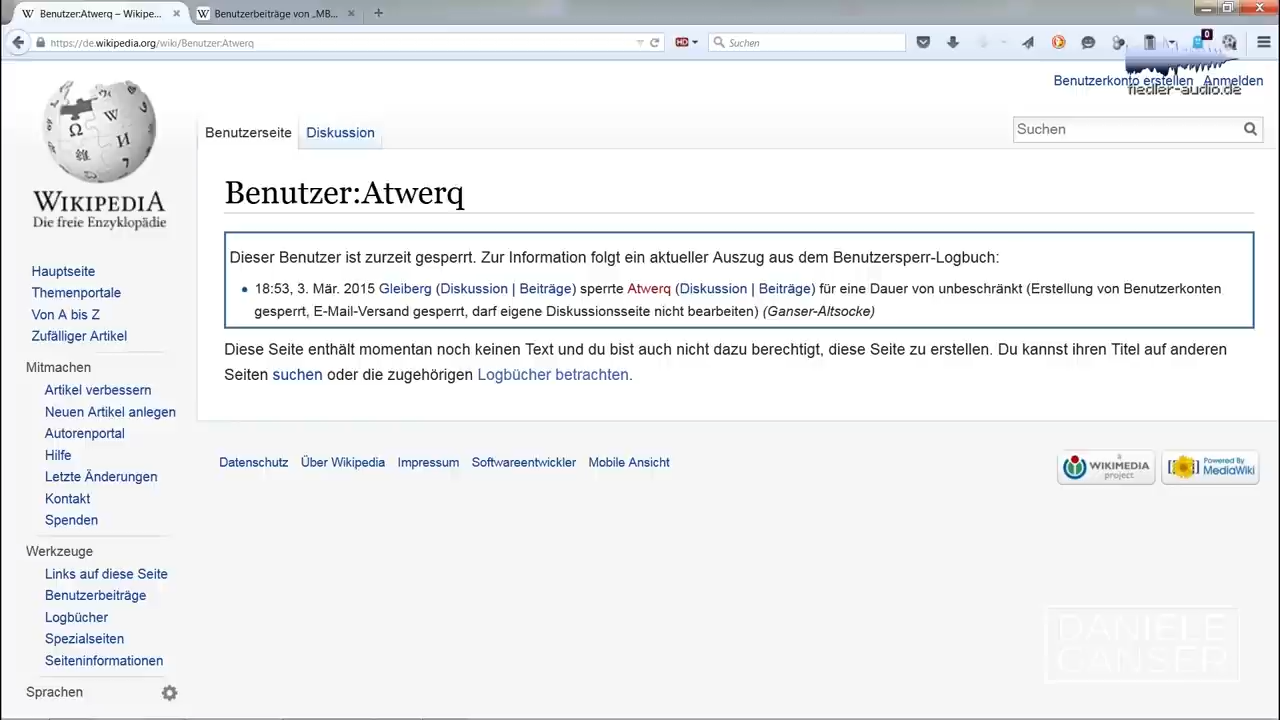 Benutzer:Atwerq – Wikipe...
Benutzerbeiträge von „MB...
https://de.wikipedia.org/wiki/Benutzer:Atwerq
HD
Suchen
0
Benutzerkonto erstellen Anmelden
fiedler-audio.de
Benutzerseite Diskussion
Suchen
WIKIPEDIA
Die freie Enzyklopädie
Benutzer:Atwerq
Dieser Benutzer ist zurzeit gesperrt. Zur Information folgt ein aktueller Auszug aus dem Benutzersperr-Logbuch:
18:53, 3. Mär. 2015 Gleiberg (Diskussion | Beiträge) sperrte Atwerq (Diskussion | Beiträge) für eine Dauer von unbeschränkt (Erstellung von Benutzerkonten
gesperrt, E-Mail-Versand gesperrt, darf eigene Diskussionsseite nicht bearbeiten) (Ganser-Altsocke)
Diese Seite enthält momentan noch keinen Text und du bist auch nicht dazu berechtigt, diese Seite zu erstellen. Du kannst ihren Titel auf anderen
Seiten suchen oder die zugehörigen Logbücher betrachten.
Hauptseite
Themenportale
Von A bis Z
Zufälliger Artikel
Mitmachen
Artikel verbessern
Neuen Artikel anlegen
Autorenportal
Hilfe
Letzte Änderungen
Kontakt
Spenden
Werkzeuge
Links auf diese Seite
Benutzerbeiträge
Logbücher
Spezialseiten
Seiteninformationen
Sprachen
Datenschutz Über Wikipedia Impressum Softwareentwickler Mobile Ansicht
a
WIKIMEDIA
project
Powered By
MediaWiki
DANIELE
GANSER